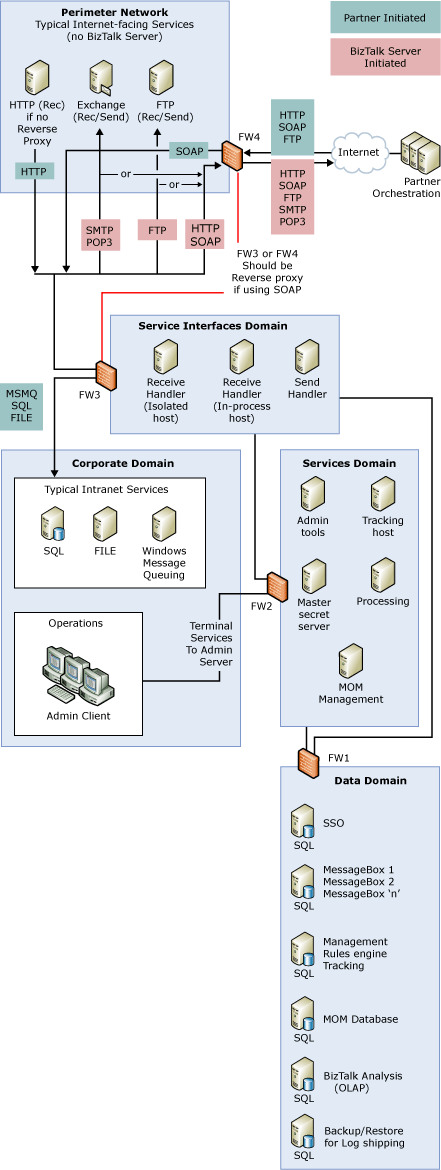 Perimeter Network
Typical Internet-facing Services
(no BizTalk Server)
Partner Initiated
BizTalk Server
Initiated
HTTP (Rec)
if no
Reverse
Proxy
Exchange
(Rec/Send)
FTP
(Rec/Send)
HTTP
SOAP
FW4
HTTP
SOAP
FTP
Internet
Partner
Orchestration
or
or
HTTP
SOAP
FTP
SMTP
POP3
SMTP
POP3
FTP
HTTP
SOAP
FW3 or FW4
Should be
Reverse proxy
if using SOAP
Service Interfaces Domain
Receive
Handler
(Isolated
host)
Receive
Handler
(In-process
host)
Send
Handler
FW3
MSMQ
SQL
FILE
Corporate Domain
Typical Intranet Services
SQL
FILE
Windows
Message
Queuing
Operations
Admin Client
Terminal
Services
To Admin
Server
FW2
Services Domain
Admin
tools
Tracking
host
Master
secret
server
Processing
MOM
Management
FW1
Data Domain
SSO
SQL
MessageBox 1
MessageBox 2
MessageBox ‘n’
SQL
Management
Rules engine
Tracking
SQL
MOM Database
SQL
BizTalk Analysis
(OLAP)
SQL
Backup/Restore
for Log shipping
SQL